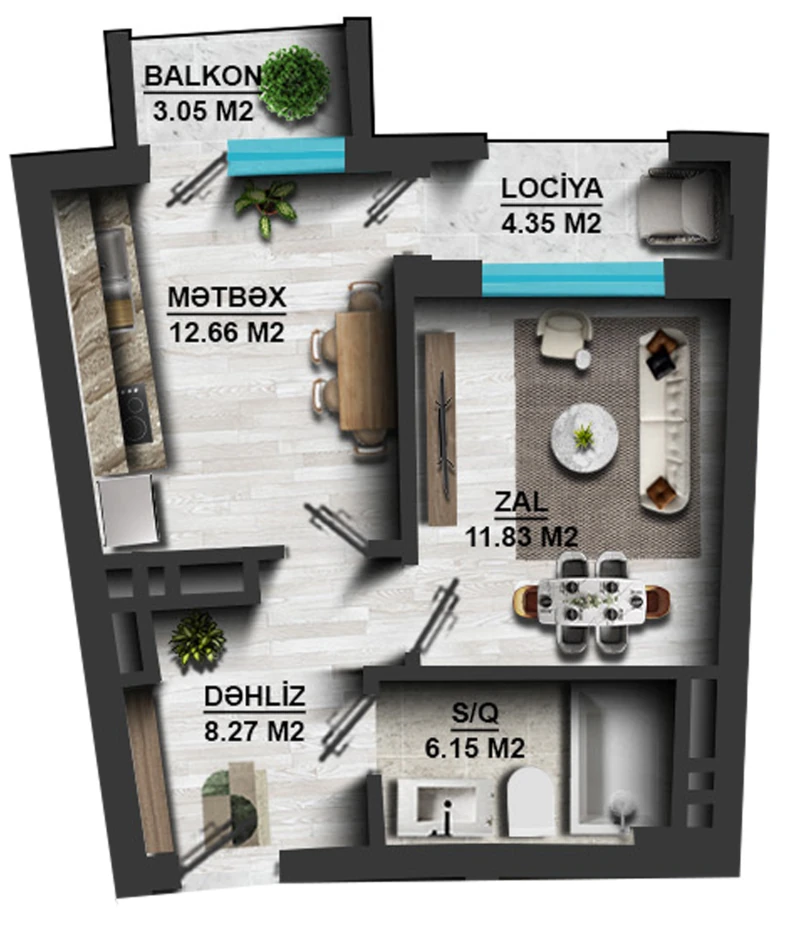 BALKON
3.05 M2
LOCİYA
4.35 M2
MƏTBƏX
12.66 M2
ZAL
11.83 M2
DƏHLİZ
8.27 M2
S/Q
6.15 M2